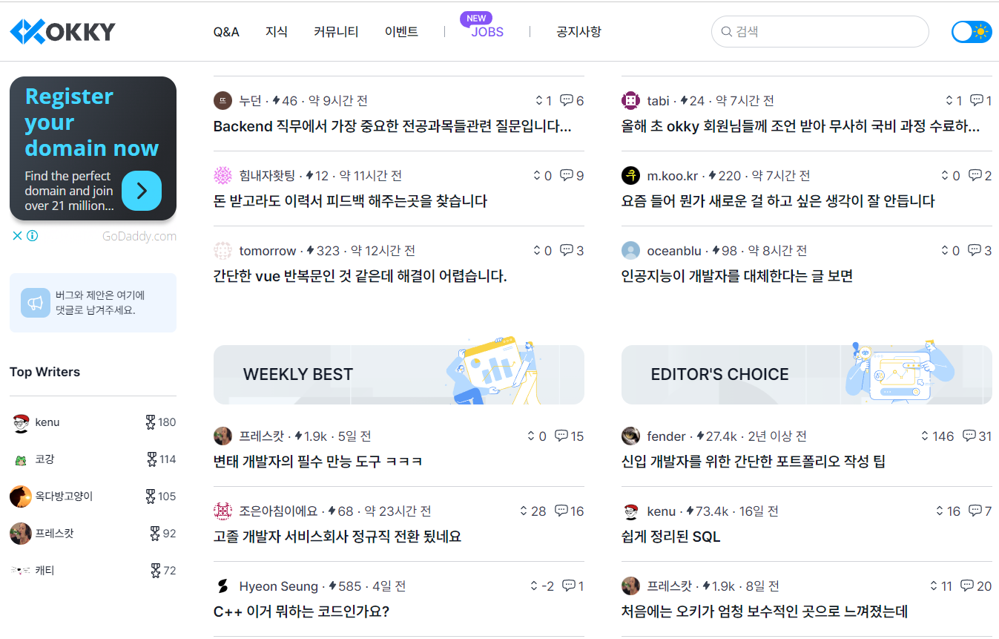 OKKY
Q&A 지식 커뮤니티 이벤트 | NEW JOBS | 공지사항 검색
Register
your
domain now
Find the perfect
domain and join
over 21 million...
GoDaddy.com
버그와 제안은 여기에
댓글로 남겨주세요.
Top Writers
kenu 180
코강 114
옥다방고양이 105
프레스캇 92
캐티 72
누던 · 46 · 약 9시간 전 1 6
Backend 직무에서 가장 중요한 전공과목들관련 질문입니다...
힘내자홧팅 · 12 · 약 11시간 전 0 9
돈 받고라도 이력서 피드백 해주는곳을 찾습니다
tomorrow · 323 · 약 12시간 전 0 3
간단한 vue 반복문인 것 같은데 해결이 어렵습니다.
tabi · 24 · 약 7시간 전 1 1
올해 초 okky 회원님들께 조언 받아 무사히 국비 과정 수료하...
m.koo.kr · 220 · 약 7시간 전 0 2
요즘 들어 뭔가 새로운 걸 하고 싶은 생각이 잘 안듭니다
oceanblu · 98 · 약 8시간 전 0 3
인공지능이 개발자를 대체한다는 글 보면
WEEKLY BEST
프레스캇 · 1.9k · 5일 전 0 15
변태 개발자의 필수 만능 도구 ㅋㅋㅋ
조은아침이에요 · 68 · 약 23시간 전 28 16
고졸 개발자 서비스회사 정규직 전환 됬네요
Hyeon Seung · 585 · 4일 전 -2 1
C++ 이거 뭐하는 코드인가요?
EDITOR'S CHOICE
fender · 27.4k · 2년 이상 전 146 31
신입 개발자를 위한 간단한 포트폴리오 작성 팁
kenu · 73.4k · 16일 전 16 7
쉽게 정리된 SQL
프레스캇 · 1.9k · 8일 전 11 20
처음에는 오키가 엄청 보수적인 곳으로 느껴졌는데